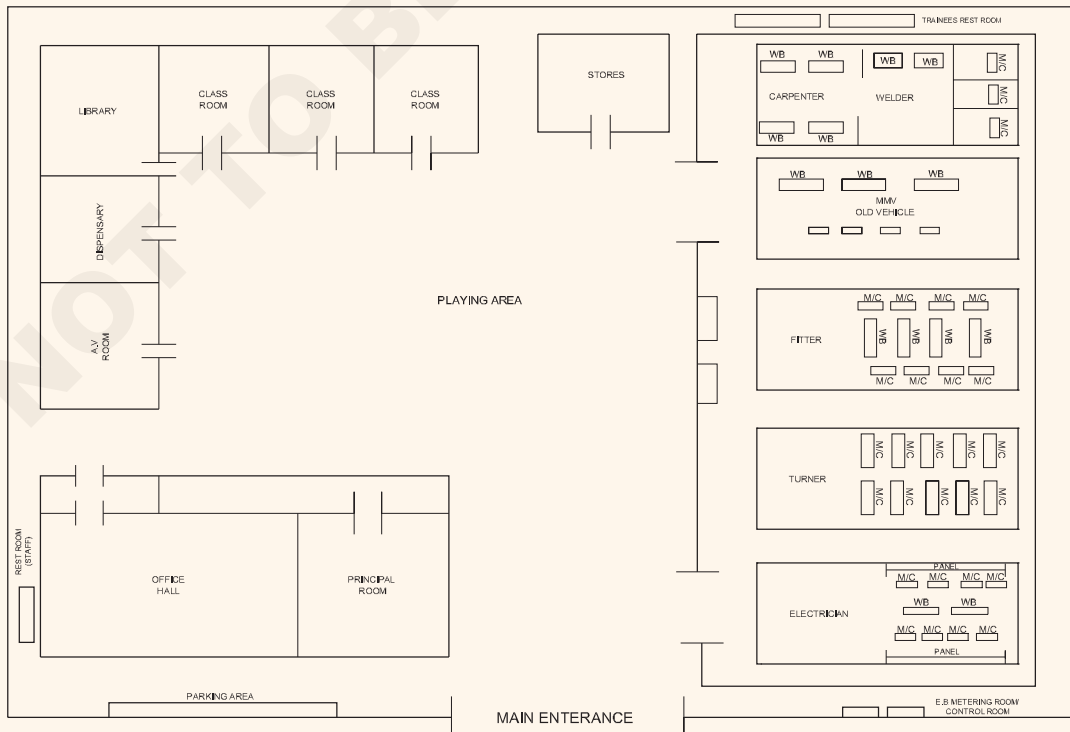 TRAINEES REST ROOM
LIBRARY
CLASS
ROOM
CLASS
ROOM
CLASS
ROOM
STORES
WB
WB
CARPENTER
WB
WB
WB
WB
WELDER
M/C
M/C
M/C
DISPENSARY
WB
WB
WB
MMV
OLD VEHICLE
A.V
ROOM
PLAYING AREA
FITTER
M/C
M/C
M/C
M/C
WB
WB
WB
WB
M/C
M/C
M/C
M/C
TURNER
M/C
M/C
M/C
M/C
M/C
M/C
M/C
M/C
M/C
M/C
REST ROOM
(STAFF)
OFFICE
HALL
PRINCIPAL
ROOM
ELECTRICIAN
PANEL
M/C
M/C
M/C
M/C
WB
WB
M/C
M/C
M/C
M/C
PANEL
PARKING AREA
MAIN ENTERANCE
E.B METERING ROOM/
CONTROL ROOM
NOT TO B